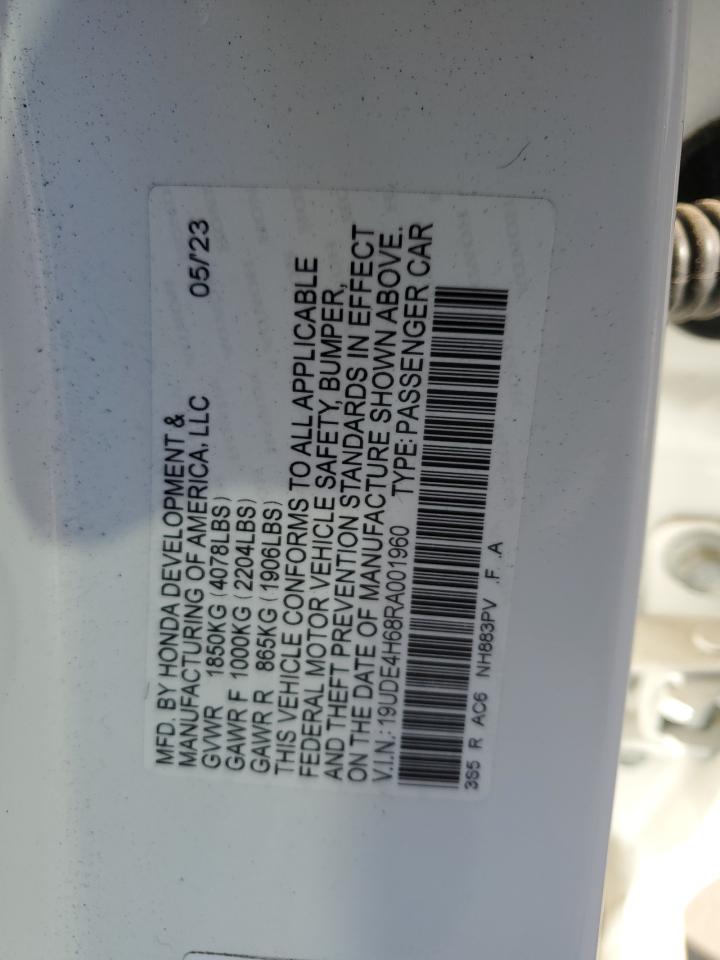 MFD. BY HONDA DEVELOPMENT &
MANUFACTURING OF AMERICA, LLC 05/'23
GVWR 1850KG (4078LBS)
GAWR F 1000KG (2204LBS)
GAWR R 865KG (1906LBS)
THIS VEHICLE CONFORMS TO ALL APPLICABLE
FEDERAL MOTOR VEHICLE SAFETY, BUMPER,
AND THEFT PREVENTION STANDARDS IN EFFECT
ON THE DATE OF MANUFACTURE SHOWN ABOVE.
V.I.N.: 19UDE4H68RA001960 TYPE: PASSENGER CAR
3S5 R AC6 NH883PV .F .A